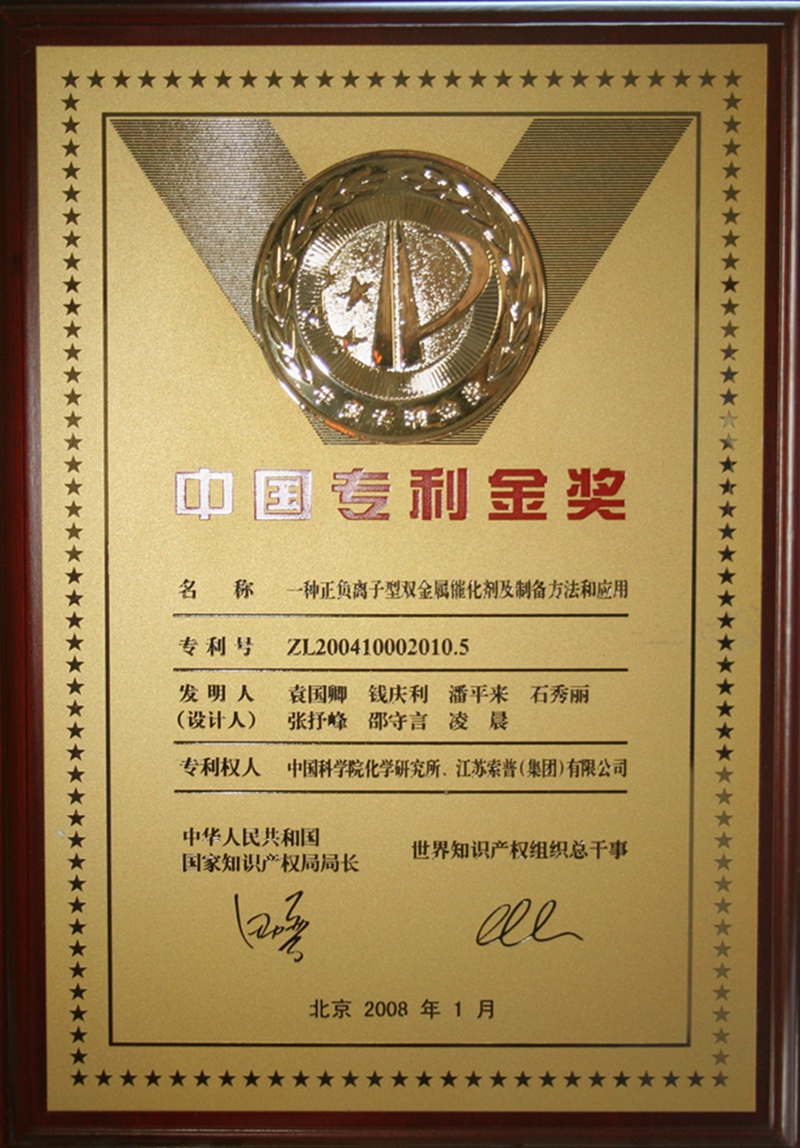 中国专利金奖
中国专利金奖
名 称 一种正负离子型双金属催化剂及制备方法和应用
专利号 ZL200410002010.5
发明人 袁国卿 钱庆利 潘平来 石秀丽
（设计人） 张抒峰 邵守言 凌 晨
专利权人 中国科学院化学研究所、江苏索普(集团)有限公司
中华人民共和国
国家知识产权局局长
世界知识产权组织总干事
北京 2008 年 1 月